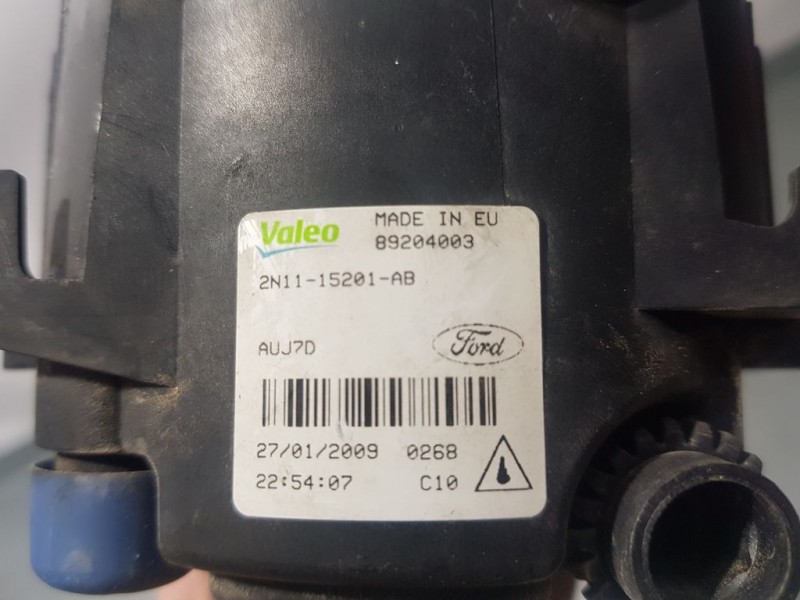 Valeo MADE IN EU
89204003
2N11-15201-AB
AUJ7D Ford
27/01/2009 0268
22:54:07 C10